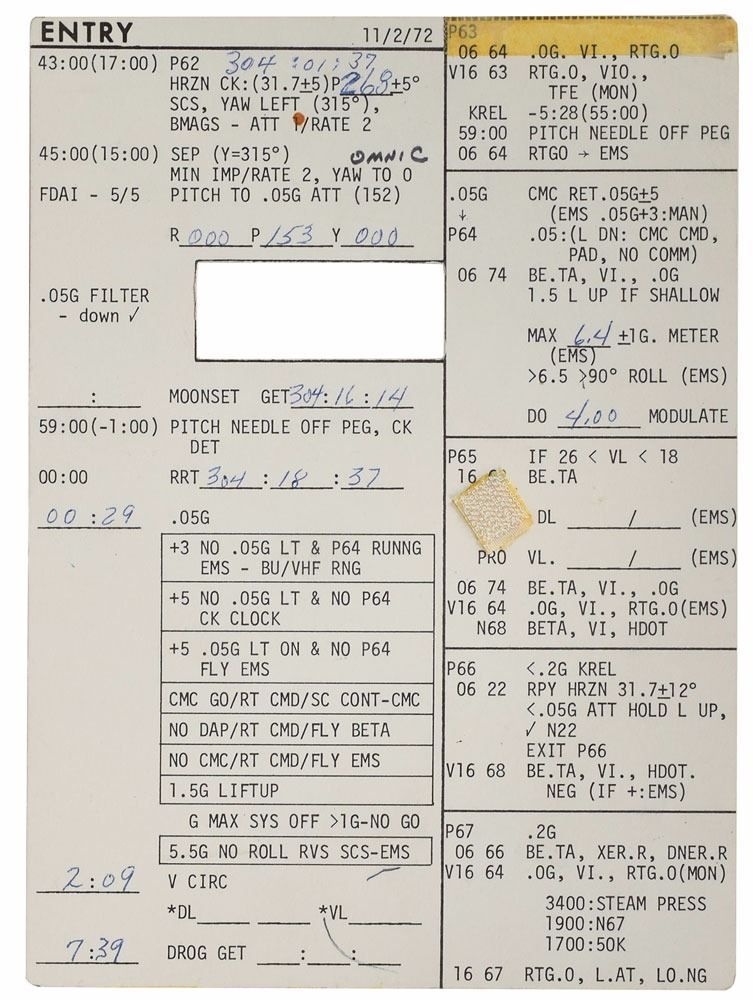 ENTRY 11/2/72
43:00(17:00) P62 304 :01: 37
HRZN CK:(31.7±5)P268±5°
SCS, YAW LEFT (315°),
BMAGS - ATT 1/RATE 2
45:00(15:00) SEP (Y=315°) OMNI C
MIN IMP/RATE 2, YAW TO 0
FDAI - 5/5 PITCH TO .05G ATT (152)
R 000 P 153 Y 000
.05G FILTER
- down ✓
__:__ MOONSET GET304:16:14
59:00(-1:00) PITCH NEEDLE OFF PEG, CK
DET
00:00 RRT 304 : 18 : 37
00:29 .05G
+3 NO .05G LT & P64 RUNNG
EMS - BU/VHF RNG
+5 NO .05G LT & NO P64
CK CLOCK
+5 .05G LT ON & NO P64
FLY EMS
CMC GO/RT CMD/SC CONT-CMC
NO DAP/RT CMD/FLY BETA
NO CMC/RT CMD/FLY EMS
1.5G LIFTUP
G MAX SYS OFF >1G-NO GO
5.5G NO ROLL RVS SCS-EMS
2:09 V CIRC
*DL____ ____ *VL____
7:39 DROG GET ___:___:___
P63
06 64 .0G. VI., RTG.O
V16 63 RTG.O, VIO.,
TFE (MON)
KREL -5:28(55:00)
59:00 PITCH NEEDLE OFF PEG
06 64 RTGO → EMS
.05G CMC RET.05G±5
↓ (EMS .05G+3:MAN)
P64 .05:(L DN: CMC CMD,
PAD, NO COMM)
06 74 BE.TA, VI., .0G
1.5 L UP IF SHALLOW
MAX 6.4 ±1G. METER
(EMS)
>6.5 >90° ROLL (EMS)
DO 4.00 MODULATE
P65 IF 26 < VL < 18
16 BE.TA
DL ____/____ (EMS)
PRO VL. ____/____ (EMS)
06 74 BE.TA, VI., .0G
V16 64 .0G, VI., RTG.O(EMS)
N68 BETA, VI, HDOT
P66 <.2G KREL
06 22 RPY HRZN 31.7±12°
<.05G ATT HOLD L UP,
✓ N22
EXIT P66
V16 68 BE.TA, VI., HDOT.
NEG (IF +:EMS)
P67 .2G
06 66 BE.TA, XER.R, DNER.R
V16 64 .0G, VI., RTG.O(MON)
3400:STEAM PRESS
1900:N67
1700:50K
16 67 RTG.O, L.AT, LO.NG